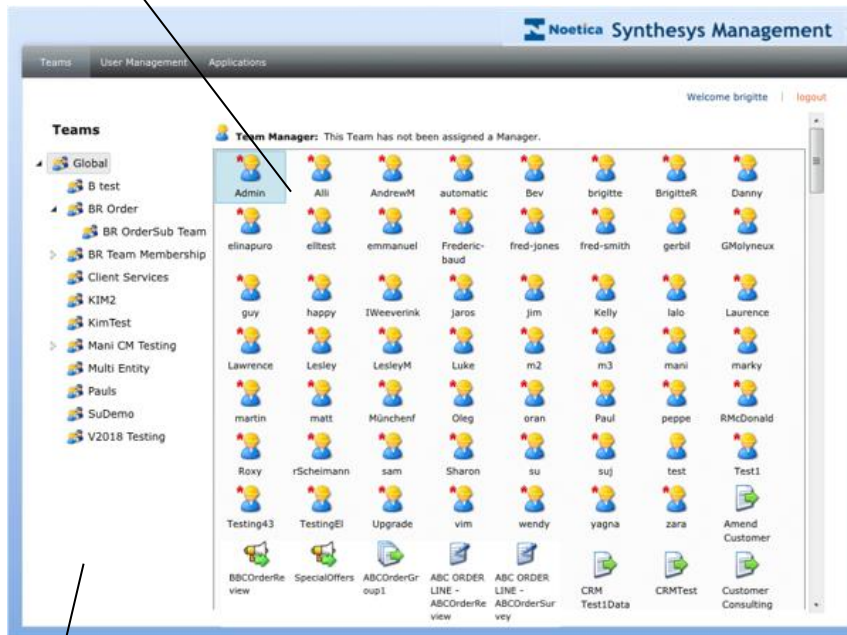 Noetica Synthesys Management
Teams User Management Applications
Welcome brigitte | logout
Teams
Team Manager: This Team has not been assigned a Manager.
Global
B test
BR Order
BR OrderSub Team
BR Team Membership
Client Services
KIM2
KimTest
Mani CM Testing
Multi Entity
Pauls
SuDemo
V2018 Testing
Admin Alli AndrewM automatic Bev brigitte BrigitteR Danny
elinapuro elltest emmanuel Frederic- fred-jones fred-smith gerbil GMolyneux
baud
guy happy IWeeverink jaros jim Kelly lalo Laurence
Lawrence Lesley LesleyM Luke m2 m3 mani marky
martin matt Münchenf Oleg oran Paul peppe RMcDonald
Roxy rScheimann sam Sharon su suj test Test1
Testing43 TestingEl Upgrade vim wendy yagna zara Amend
Customer
BBCOrderRe SpecialOffers ABCOrderGr ABC ORDER ABC ORDER CRM CRMTest Customer
view oup1 LINE - LINE - Test1Data Consulting
ABCOrderRe ABCOrderSur
view vey